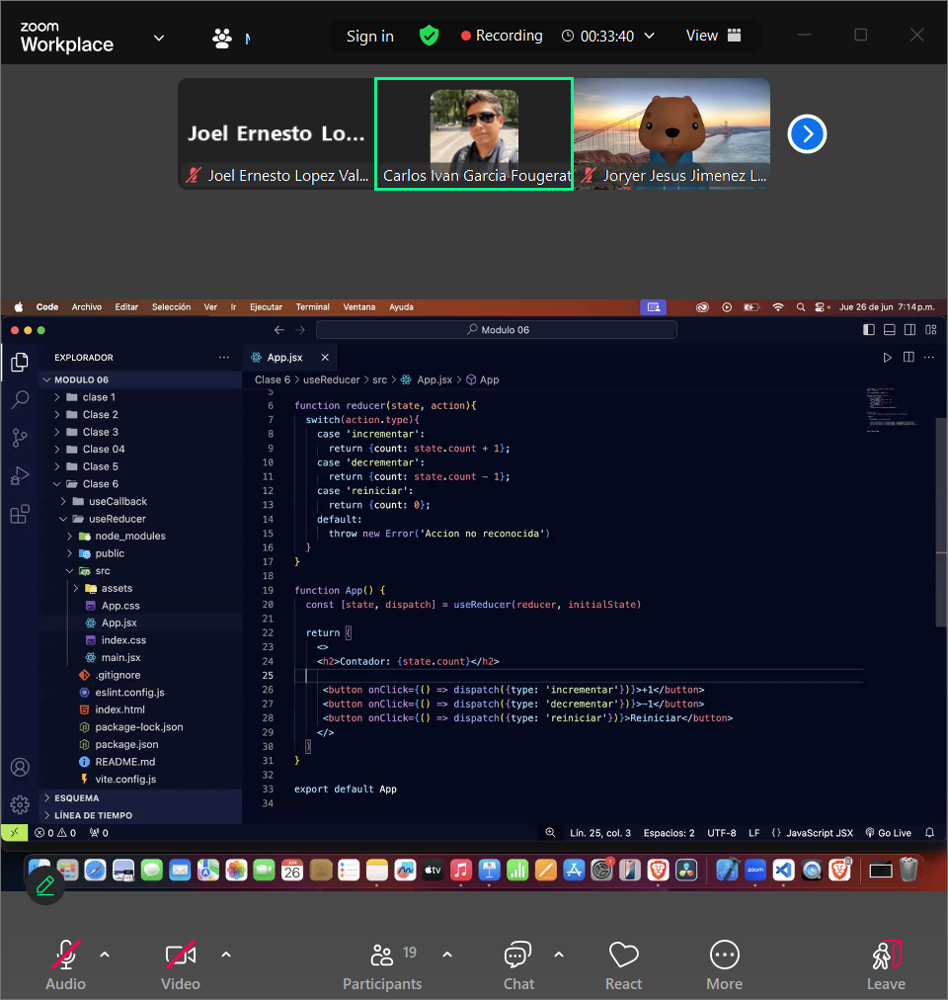 zoom
Workplace
Sign in
Recording
00:33:40
View
Joel Ernesto Lo...
Joel Ernesto Lopez Val...
Carlos Ivan Garcia Fougerat
Joryer Jesus Jimenez L...
Code Archivo Editar Selección Ver Ir Ejecutar Terminal Ventana Ayuda
Jue 26 de jun 7:14 p.m.
Modulo 06
EXPLORADOR
MODULO 06
clase 1
Clase 2
Clase 3
Clase 04
Clase 5
Clase 6
useCallback
useReducer
node_modules
public
src
assets
App.css
App.jsx
index.css
main.jsx
.gitignore
eslint.config.js
index.html
package-lock.json
package.json
README.md
vite.config.js
ESQUEMA
LÍNEA DE TIEMPO
App.jsx
Clase 6 > useReducer > src > App.jsx > App
5
6 function reducer(state, action){
7 switch(action.type){
8 case 'incrementar':
9 return {count: state.count + 1};
10 case 'decrementar':
11 return {count: state.count - 1};
12 case 'reiniciar':
13 return {count: 0};
14 default:
15 throw new Error('Accion no reconocida')
16 }
17 }
18
19 function App() {
20 const [state, dispatch] = useReducer(reducer, initialState)
21
22 return (
23 <>
24 <h2>Contador: {state.count}</h2>
25
26 <button onClick={() => dispatch({type: 'incrementar'})}>+1</button>
27 <button onClick={() => dispatch({type: 'decrementar'})}>-1</button>
28 <button onClick={() => dispatch({type: 'reiniciar'})}>Reiniciar</button>
29 </>
30 )
31 }
32
33 export default App
34
0 0 0
Lín. 25, col. 3 Espacios: 2 UTF-8 LF {} JavaScript JSX Go Live
JUN
26
tv
zoom
Audio
Video
Participants
19
Chat
React
More
Leave